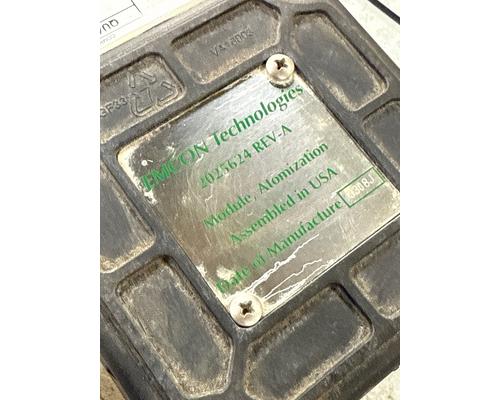 EMCON Technologies
2025624 REV-A
Module, Atomization
Assembled in USA
Date of Manufacture